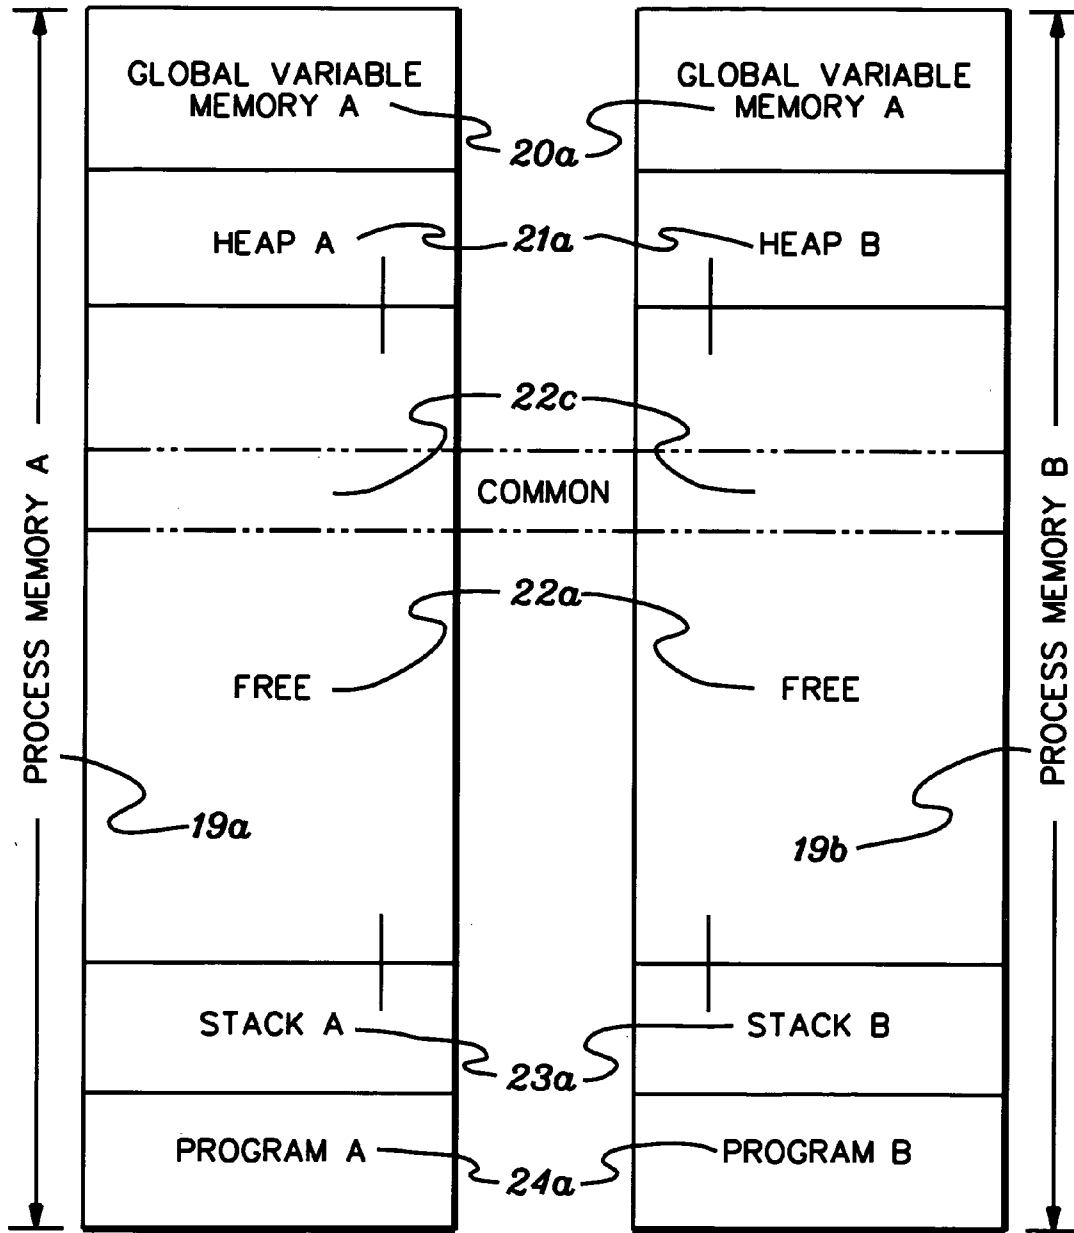 GLOBAL VARIABLE
MEMORY A
GLOBAL VARIABLE
MEMORY A
20a
HEAP A
21a
HEAP B
22c
COMMON
22a
FREE
FREE
PROCESS MEMORY A
PROCESS MEMORY B
19a
19b
STACK A
STACK B
23a
PROGRAM A
PROGRAM B
24a